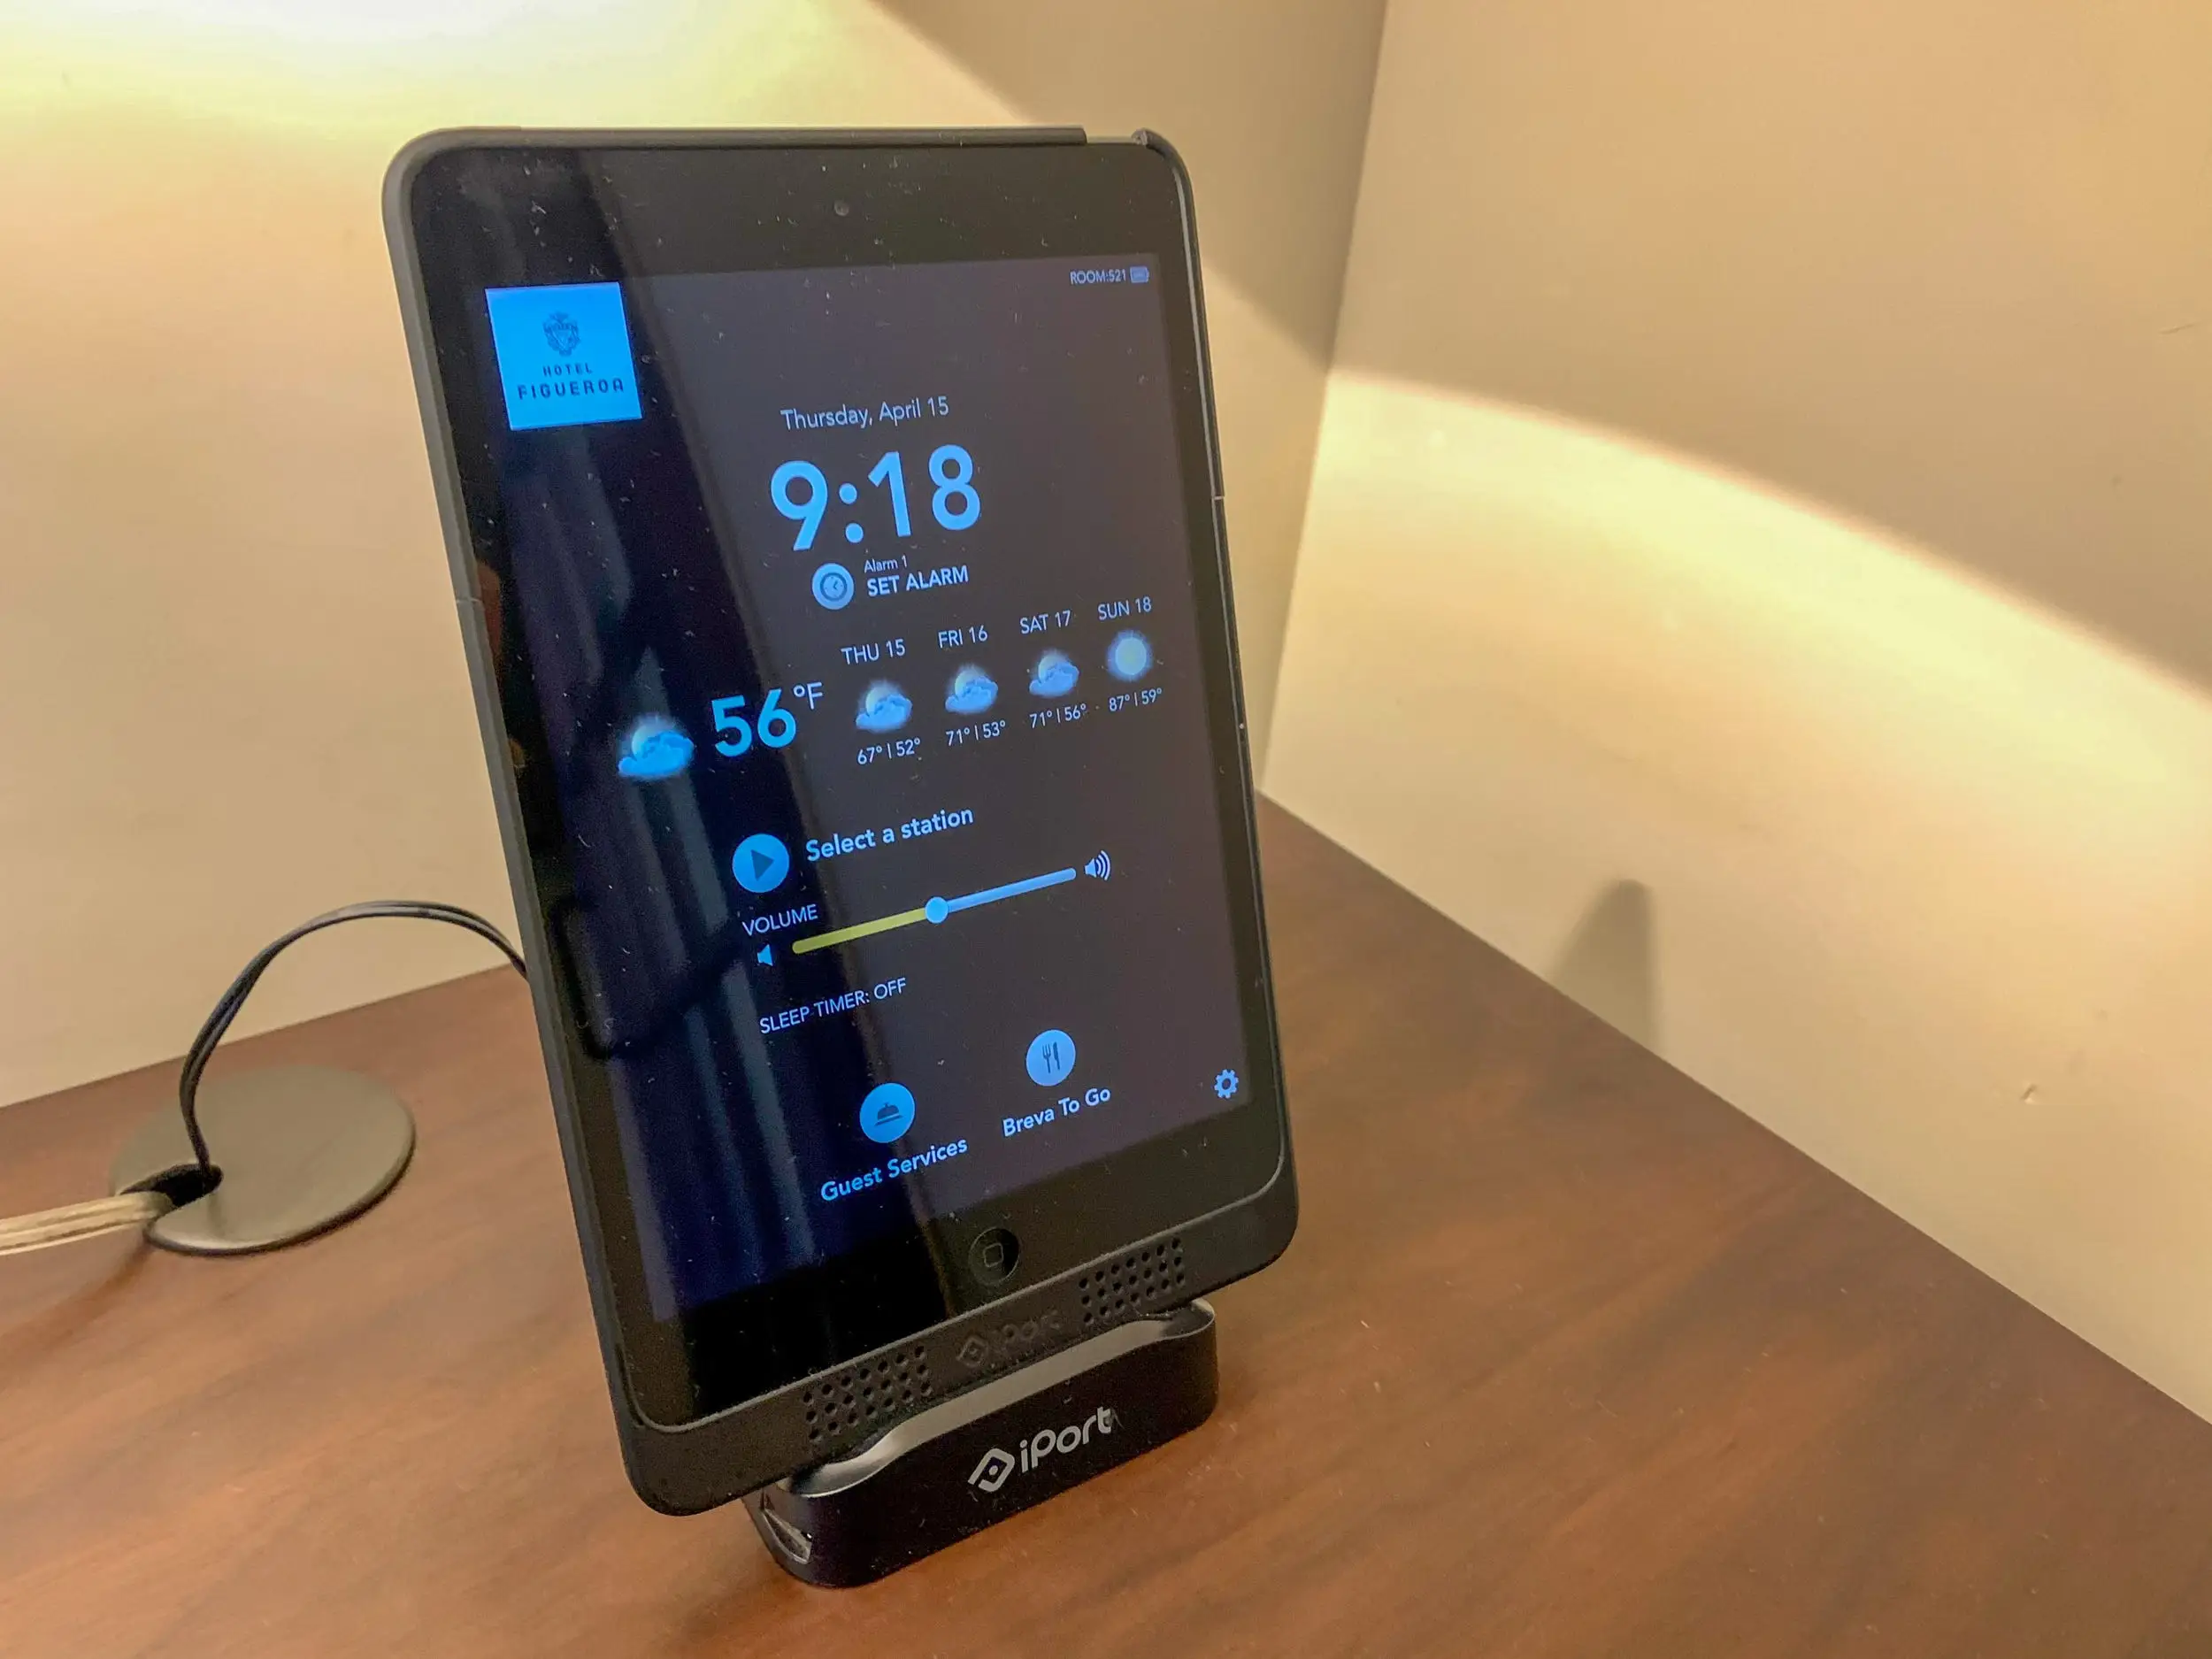 ROOM:521
HOTEL
FIGUEROA
Thursday, April 15
9:18
Alarm 1
SET ALARM
THU 15
FRI 16
SAT 17
SUN 18
56°F
67° | 52°
71° | 53°
71° | 56°
87° | 59°
Select a station
VOLUME
SLEEP TIMER: OFF
Guest Services
Breva To Go
iPort
iPort